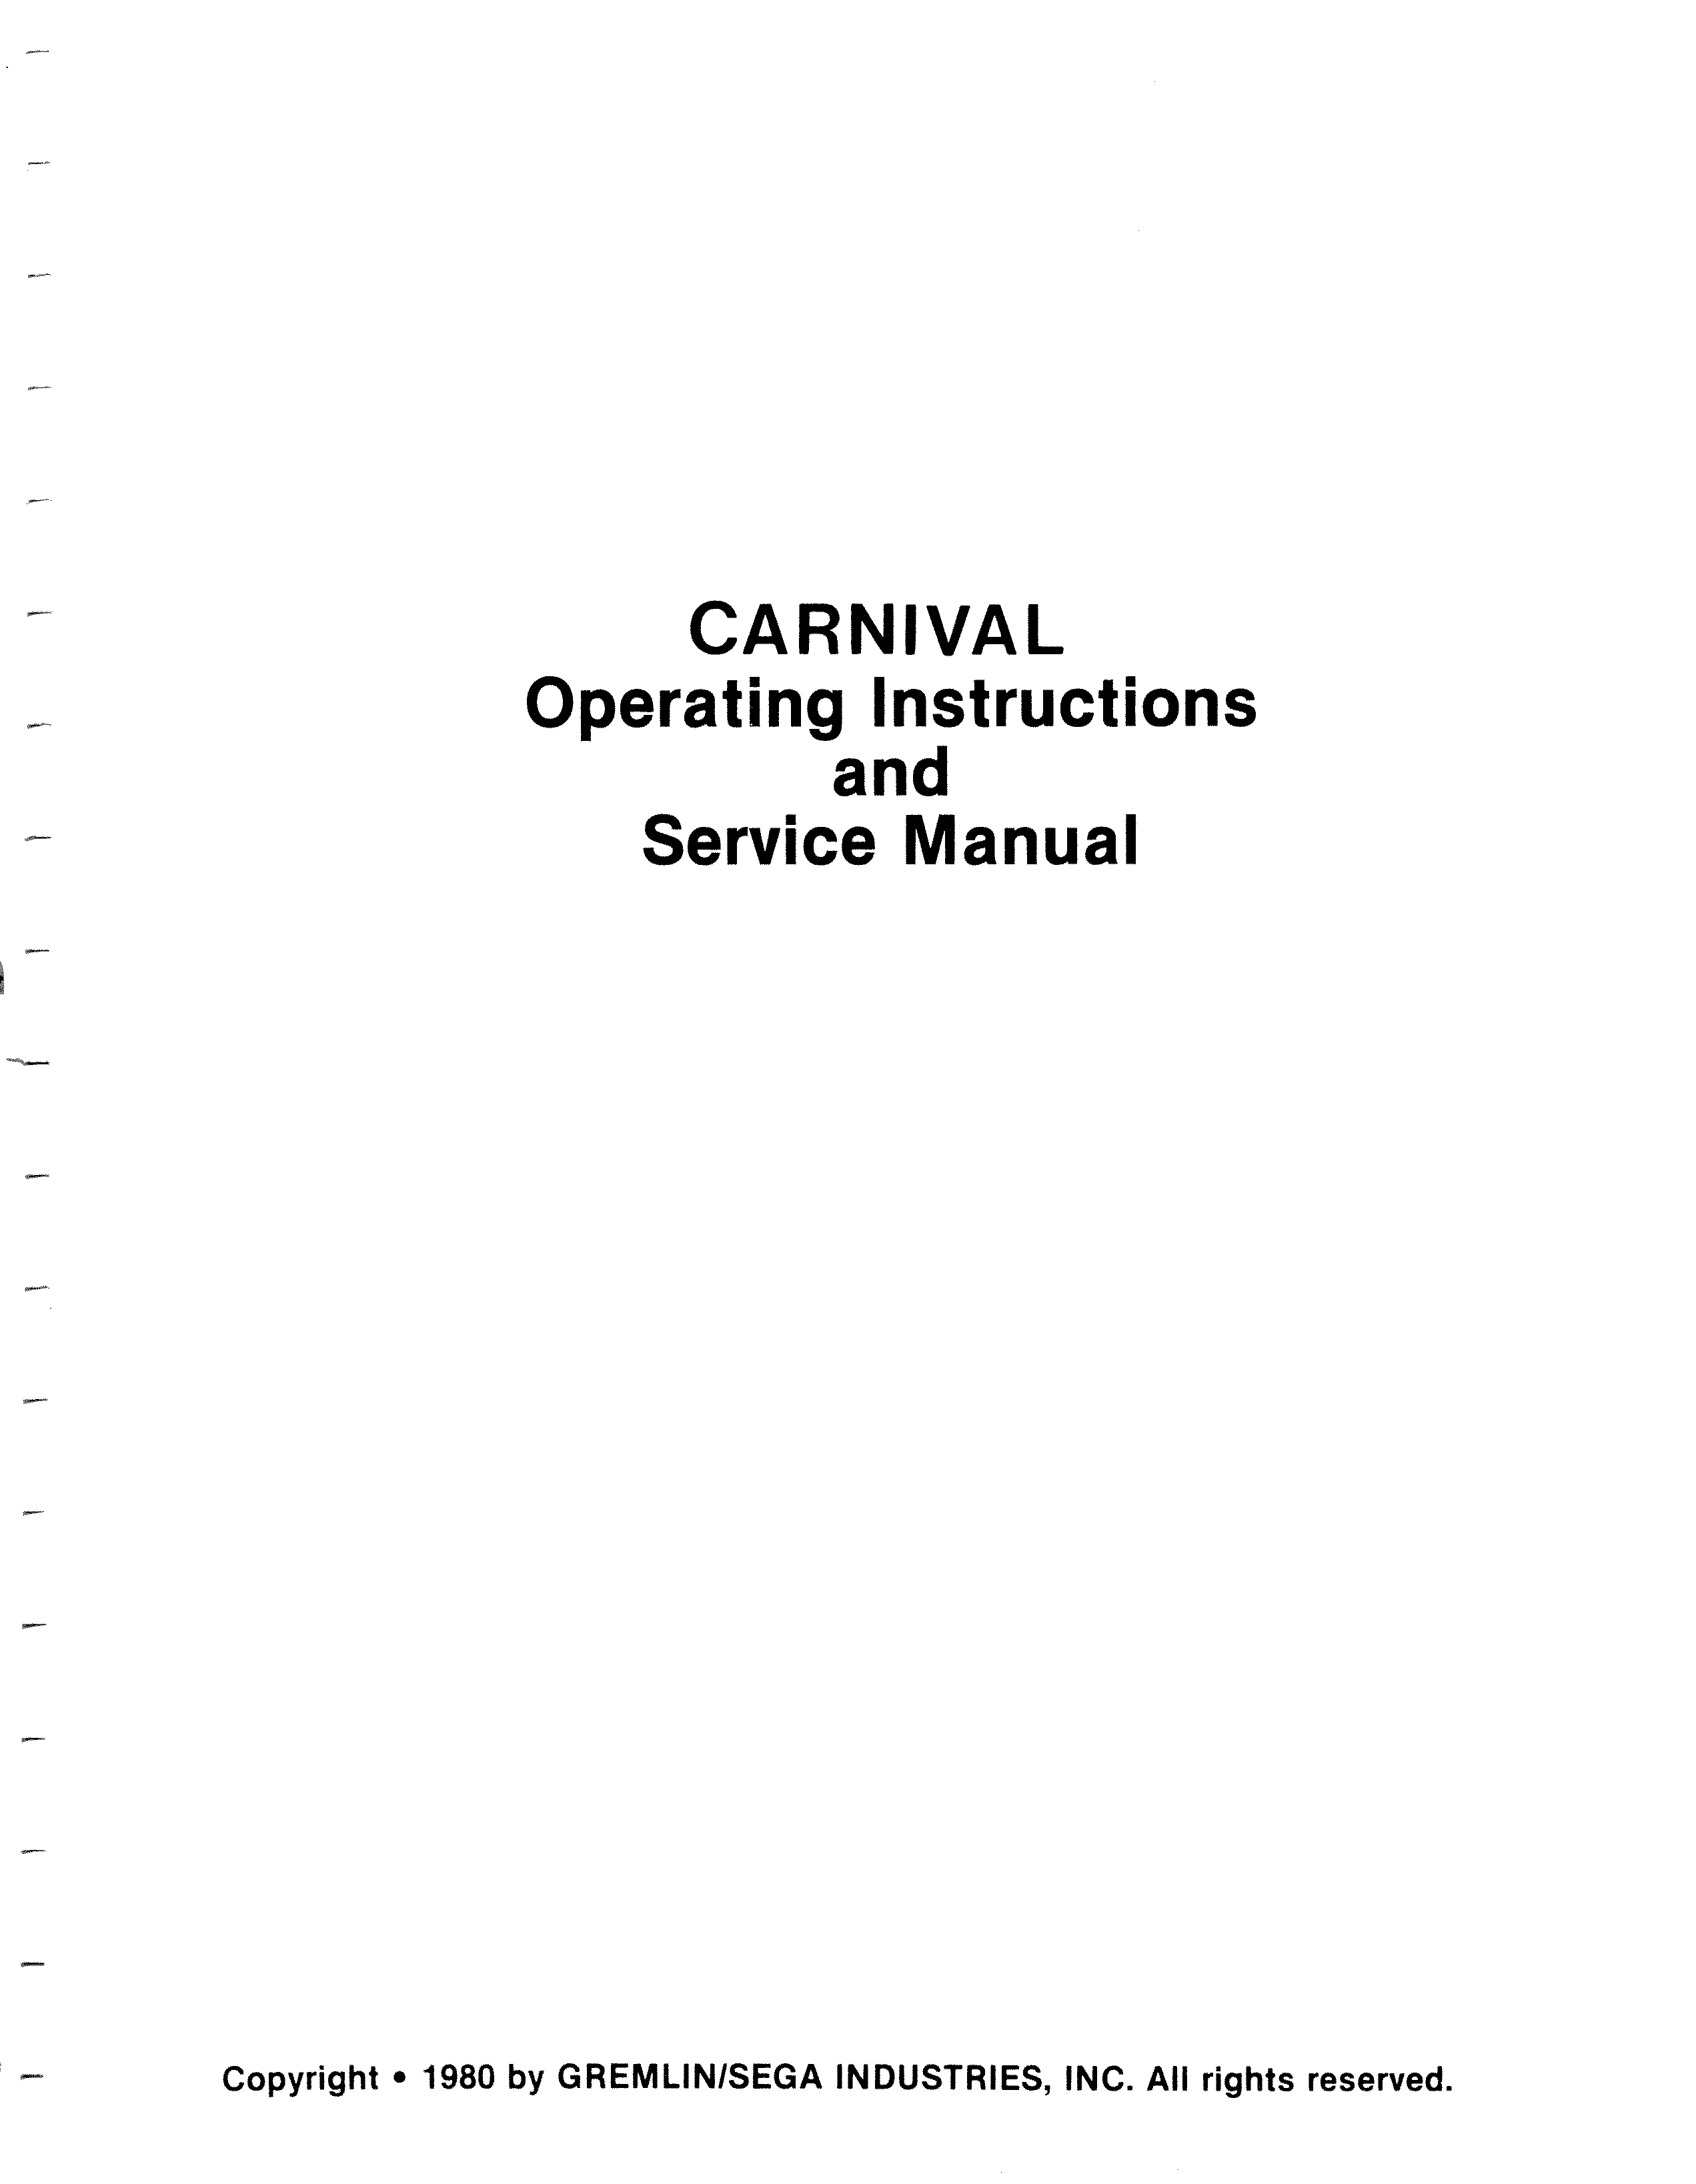 CARNIVAL
Operating Instructions
and
Service Manual
Copyright • 1980 by GREMLIN/SEGA INDUSTRIES, INC. All rights reserved.